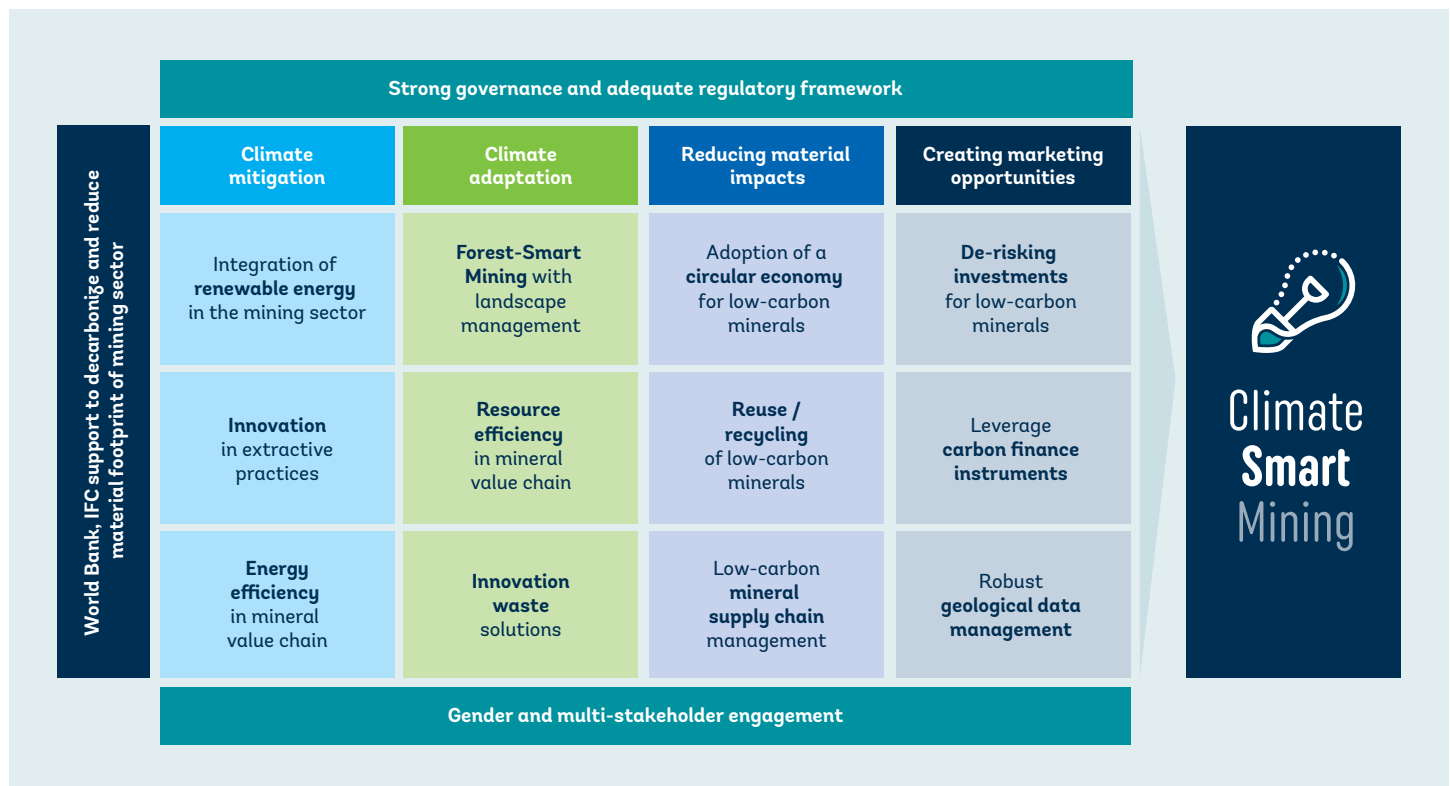 Strong governance and adequate regulatory framework
World Bank, IFC support to decarbonize and reduce
material footprint of mining sector
Climate
mitigation
Climate
adaptation
Reducing material
impacts
Creating marketing
opportunities
Integration of
renewable energy
in the mining sector
Forest-Smart
Mining with
landscape
management
Adoption of a
circular economy
for low-carbon
minerals
De-risking
investments
for low-carbon
minerals
Innovation
in extractive
practices
Resource
efficiency
in mineral
value chain
Reuse /
recycling
of low-carbon
minerals
Leverage
carbon finance
instruments
Energy
efficiency
in mineral
value chain
Innovation
waste
solutions
Low-carbon
mineral
supply chain
management
Robust
geological data
management
Gender and multi-stakeholder engagement
Climate
Smart
Mining